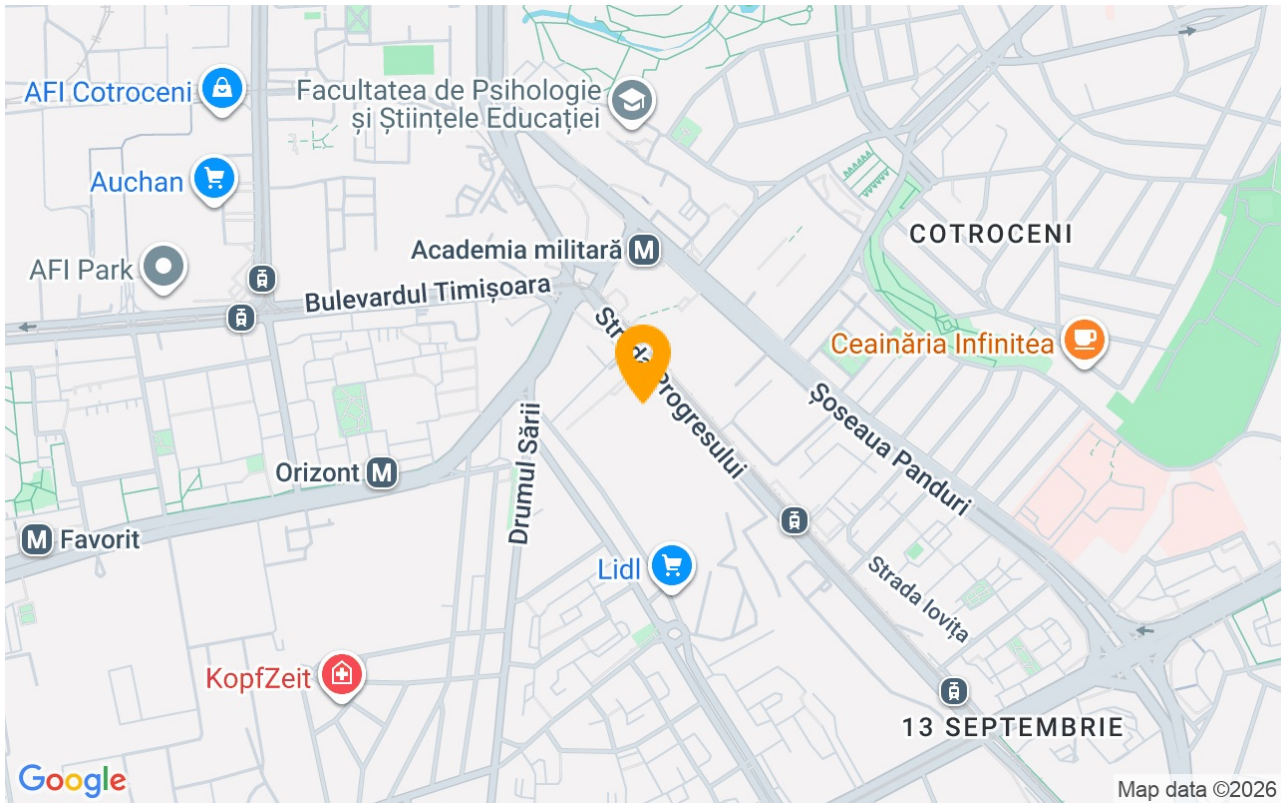 AFI Cotroceni
Facultatea de Psihologie
și Științele Educației
Auchan
COTROCENI
Academia militară M
AFI Park
Bulevardul Timișoara
Strada Progresului
Ceainăria Infinitea
Șoseaua Panduri
Drumul Sării
Orizont M
M Favorit
Lidl
Strada Iovița
KopfZeit
13 SEPTEMBRIE
Google
Map data ©2026